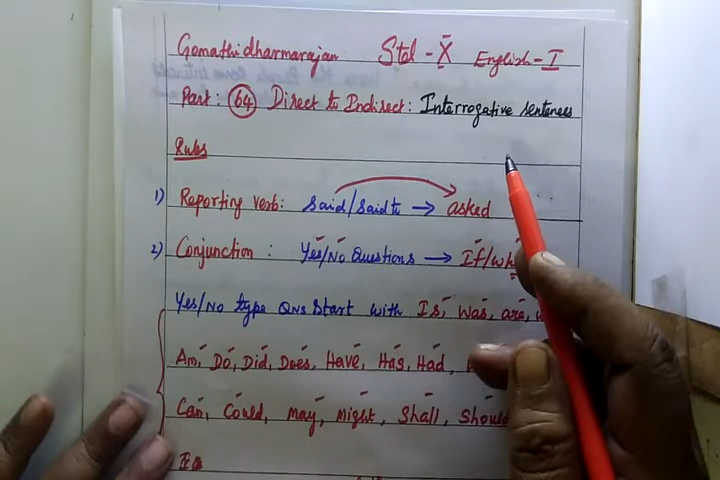 Gomathidharmarajan Std - X English - I
Part: 64 Direct to Indirect: Interrogative sentences
Rules
1) Reporting verb: Said/Said to → asked
2) Conjunction : Yes/No Questions → If/wh
Yes/No type Qns Start with Is, was, are,
Am, Do, Did, Does, Have, Has, Had,
Can, Could, May, Might, Shall, Should